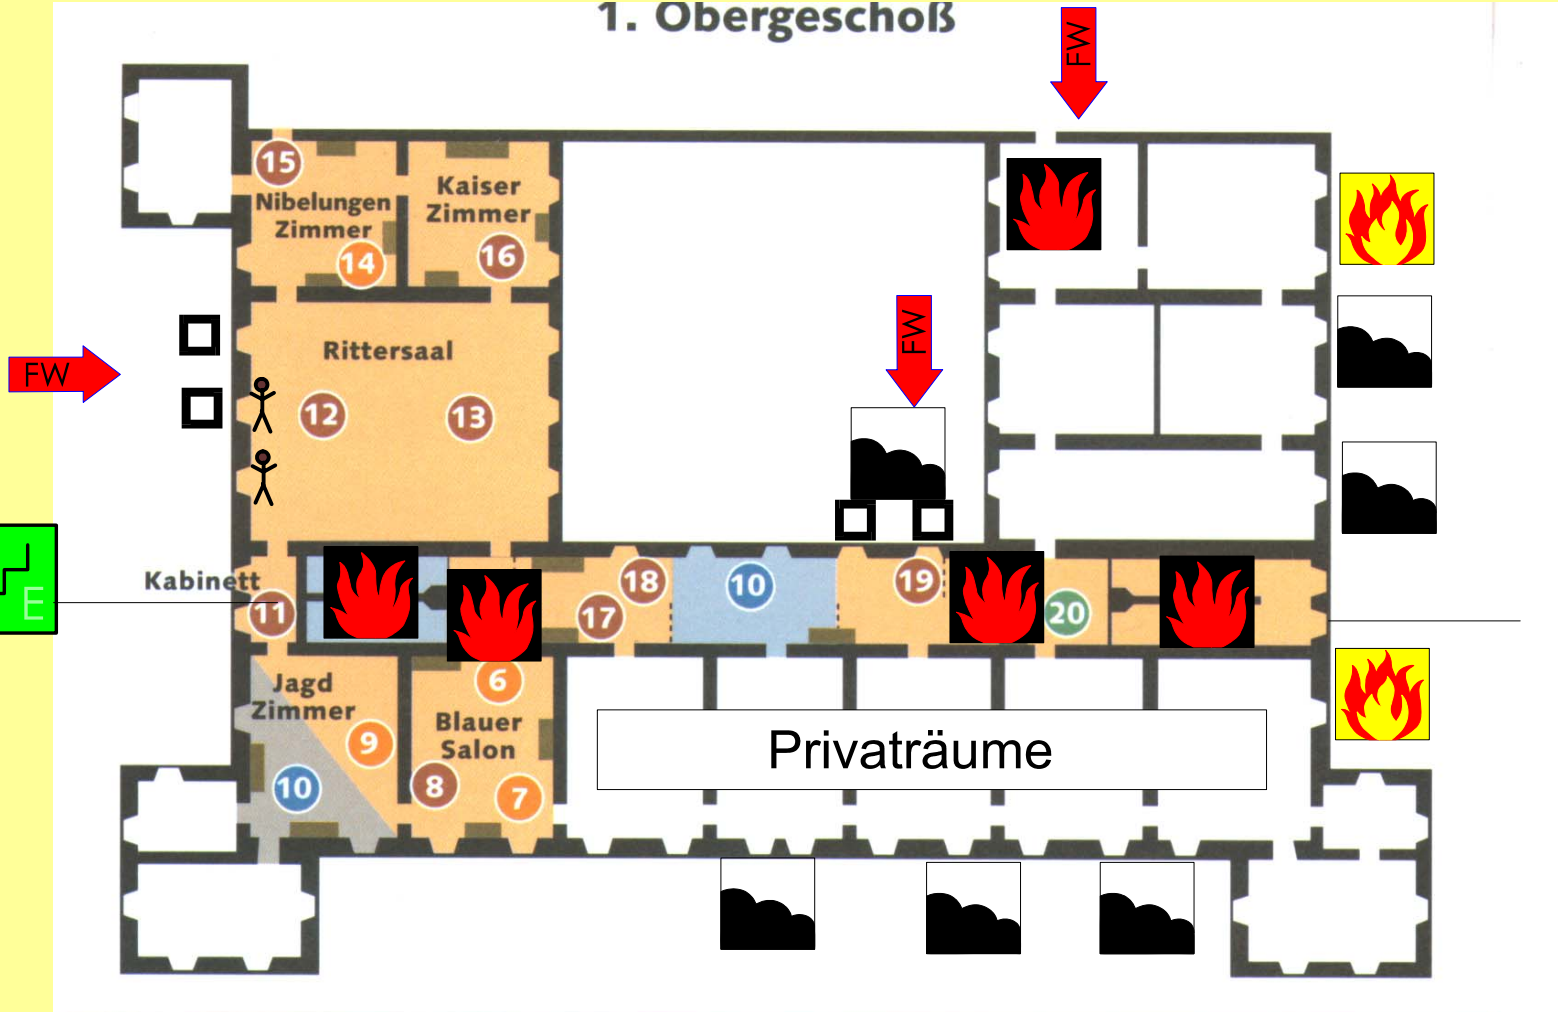 1. Obergeschoß
FW
15
Nibelungen
Zimmer
14
Kaiser
Zimmer
16
FW
Rittersaal
FW
12
13
E
Kabinett
11
18
17
10
19
20
Jagd
Zimmer
9
10
6
Blauer
Salon
8
7
Privaträume